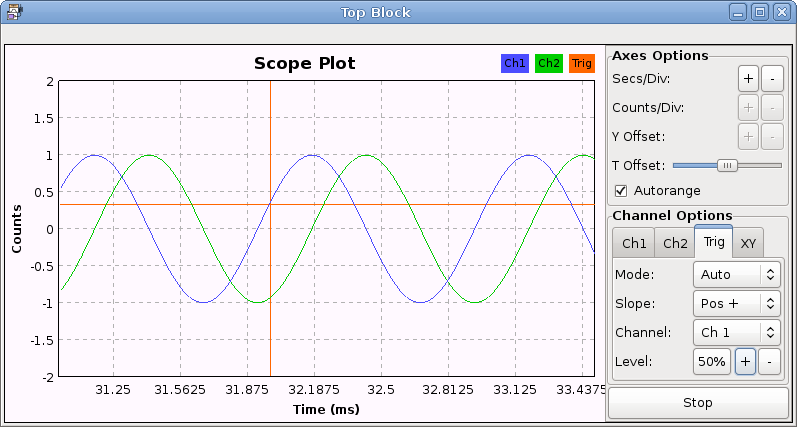 Top Block
Scope Plot
Ch1 Ch2 Trig
2
1.5
1
0.5
0
-0.5
-1
-1.5
-2
Counts
31.25 31.5625 31.875 32.1875 32.5 32.8125 33.125 33.4375
Time (ms)
Axes Options
Secs/Div: + -
Counts/Div: + -
Y Offset: + -
T Offset:
Autorange
Channel Options
Ch1 Ch2 Trig XY
Mode: Auto
Slope: Pos +
Channel: Ch 1
Level: 50% + -
Stop